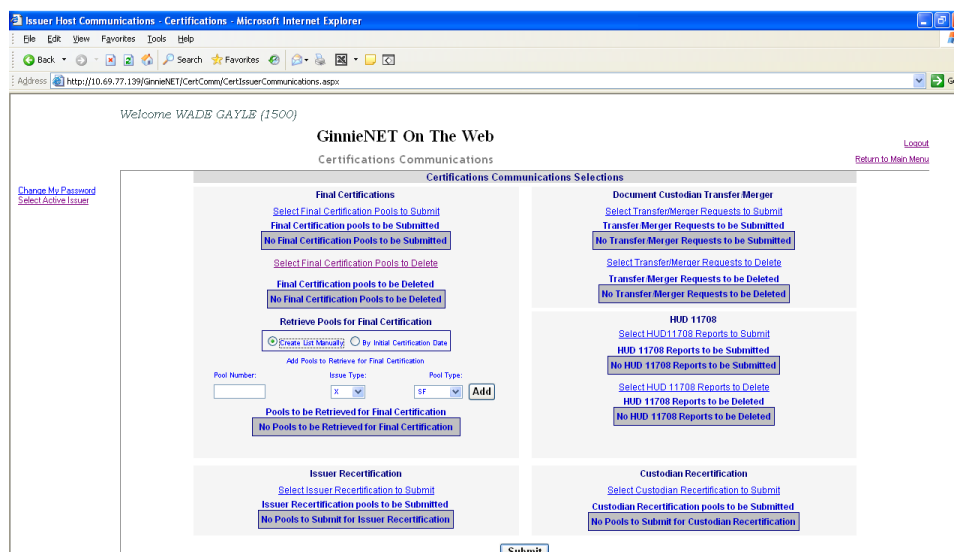 Issuer Host Communications - Certifications - Microsoft Internet Explorer
File Edit View Favorites Tools Help
Back Search Favorites
Address http://10.69.77.139/GinnieNET/CertComm/CertIssuerCommunications.aspx
Welcome WADE GAYLE (1500)
GinnieNET On The Web
Logout
Certifications Communications
Return to Main Menu
Certifications Communications Selections
Change My Password
Select Active Issuer
Final Certifications
Select Final Certification Pools to Submit
Final Certification pools to be Submitted
No Final Certification Pools to be Submitted
Select Final Certification Pools to Delete
Final Certification pools to be Deleted
No Final Certification Pools to be Deleted
Retrieve Pools for Final Certification
Create List Manually By Initial Certification Date
Add Pools to Retrieve for Final Certification
Pool Number: Issue Type: Pool Type:
X SF Add
Pools to be Retrieved for Final Certification
No Pools to be Retrieved for Final Certification
Document Custodian Transfer/Merger
Select Transfer/Merger Requests to Submit
Transfer/Merger Requests to be Submitted
No Transfer/Merger Requests to be Submitted
Select Transfer/Merger Requests to Delete
Transfer/Merger Requests to be Deleted
No Transfer/Merger Requests to be Deleted
HUD 11708
Select HUD11708 Reports to Submit
HUD 11708 Reports to be Submitted
No HUD 11708 Reports to be Submitted
Select HUD 11708 Reports to Delete
HUD 11708 Reports to be Deleted
No HUD 11708 Reports to be Deleted
Issuer Recertification
Select Issuer Recertification to Submit
Issuer Recertification pools to be Submitted
No Pools to Submit for Issuer Recertification
Custodian Recertification
Select Custodian Recertification to Submit
Custodian Recertification pools to be Submitted
No Pools to Submit for Custodian Recertification
Submit